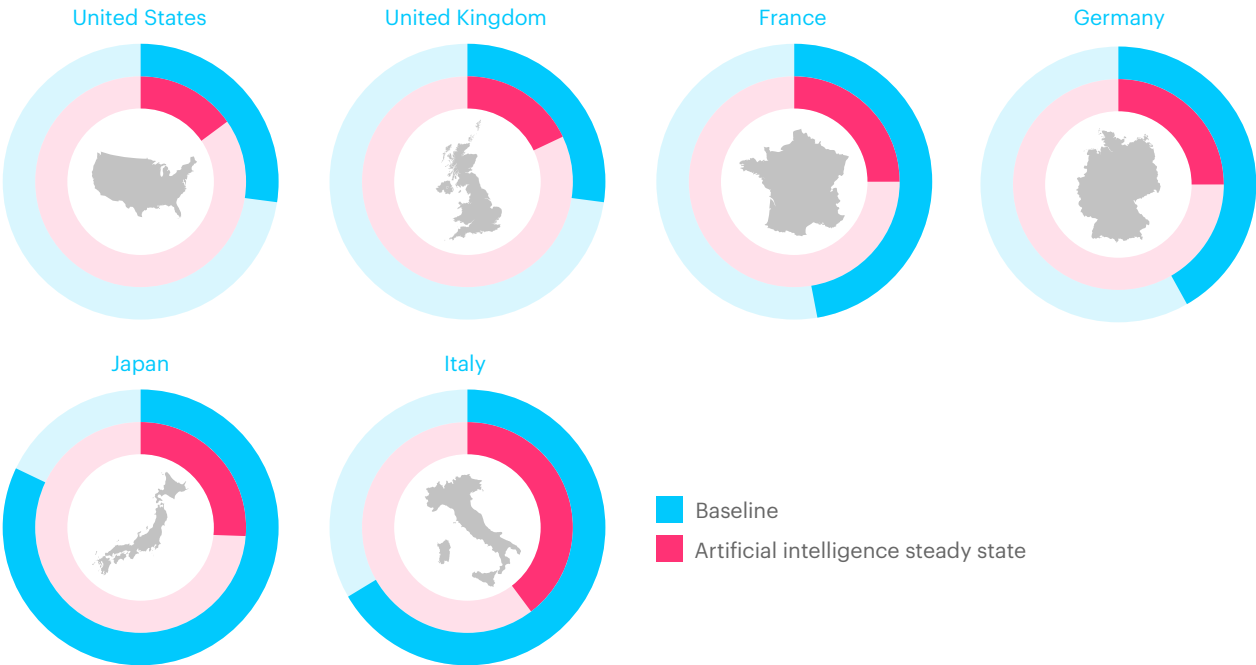 United States
United Kingdom
France
Germany
Japan
Italy
Baseline
Artificial intelligence steady state